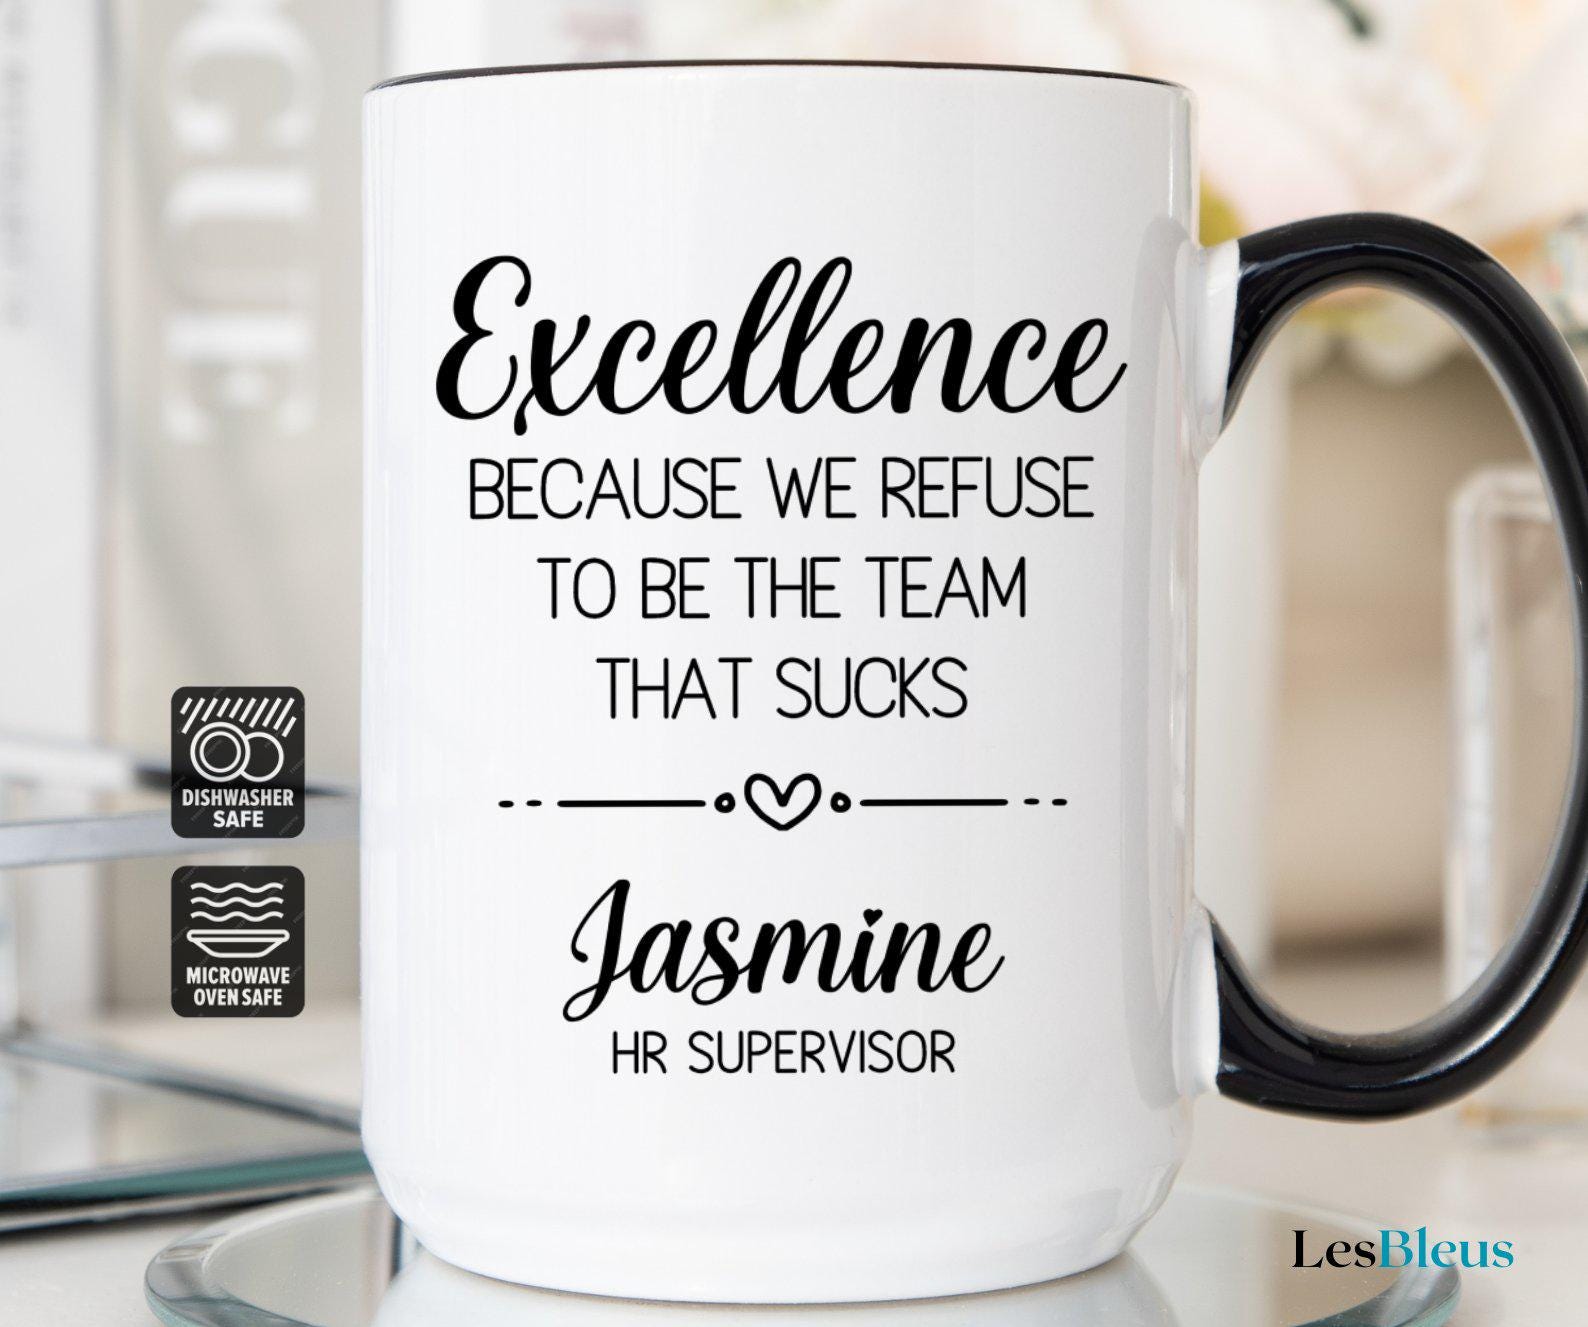 Excellence
BECAUSE WE REFUSE
TO BE THE TEAM
THAT SUCKS
Jasmine
HR SUPERVISOR
DISHWASHER
SAFE
MICROWAVE
OVEN SAFE
LesBleus